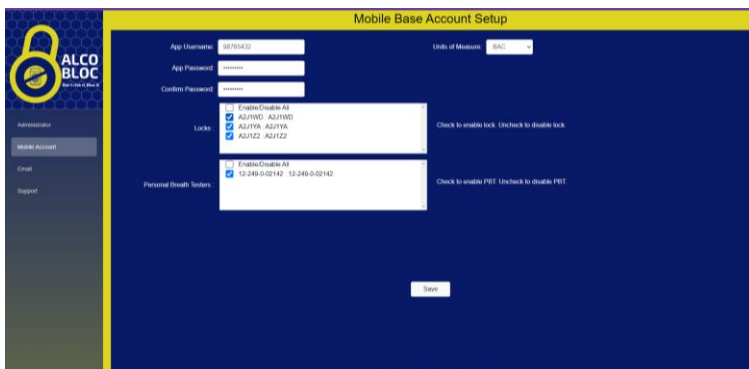 Mobile Base Account Setup
ALCO
BLOC
Administrator
Mobile Account
Email
Support
App Username: 98765432
Units of Measure: BAC
App Password: ••••••••
Confirm Password: ••••••••
Locks:
Enable/Disable All
A2J1WD : A2J1WD
A2J1YA : A2J1YA
A2J1Z2 : A2J1Z2
Check to enable lock. Uncheck to disable lock.
Personal Breath Testers:
Enable/Disable All
12-249-0-02142 : 12-249-0-02142
Check to enable PBT. Uncheck to disable PBT.
Save